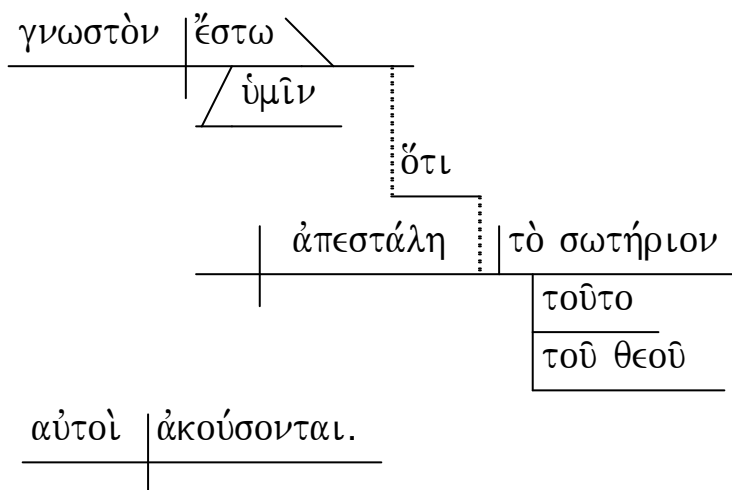 γνωστὸν ἔστω
ὑμῖν
ὅτι
ἀπεστάλη τὸ σωτήριον
τοῦτο
τοῦ θεοῦ
αὐτοὶ ἀκούσονται.